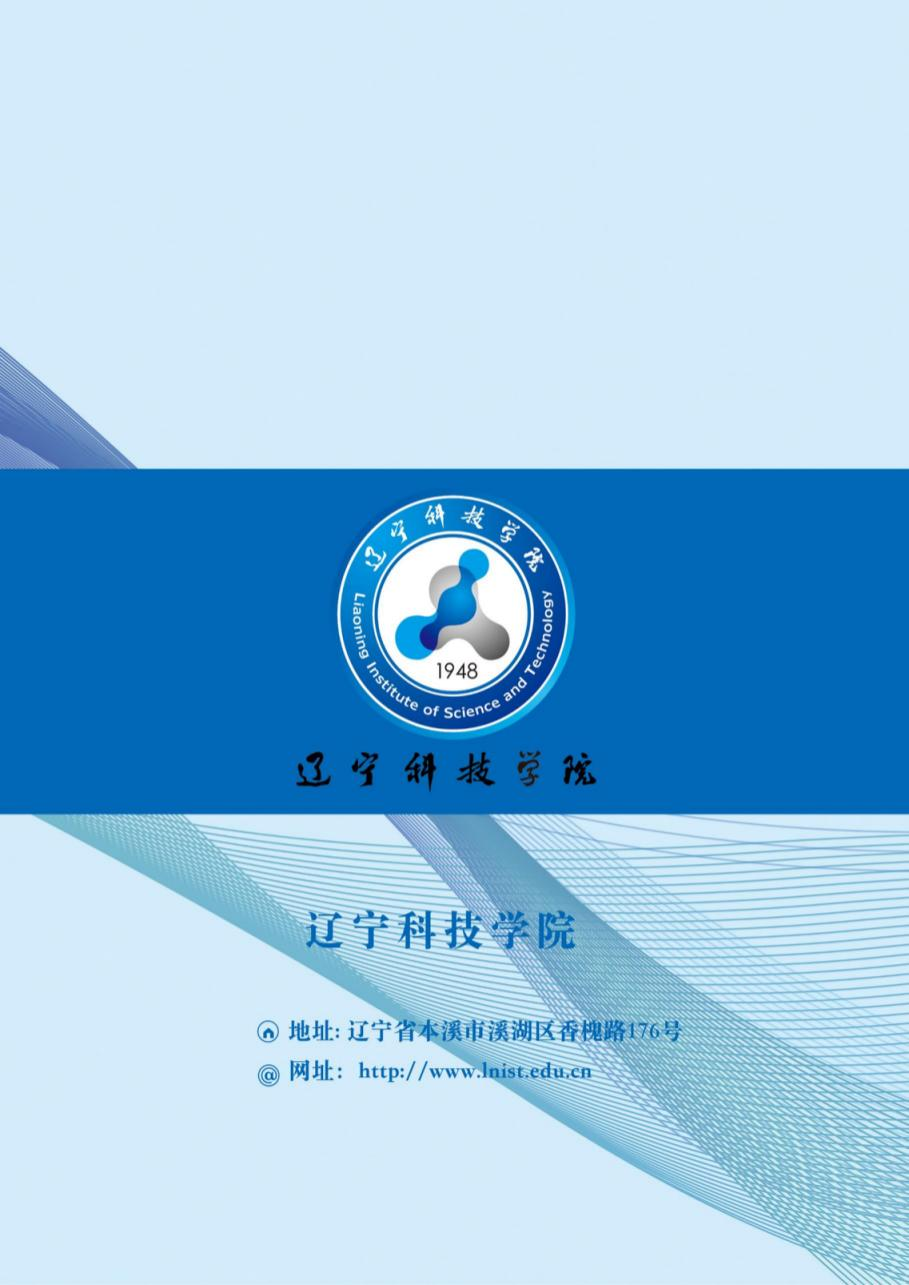 辽宁科技学院
1948
Liaoning Institute of Science and Technology
辽宁科技学院
辽宁科技学院
地址: 辽宁省本溪市溪湖区香槐路176号
@ 网址：http://www.lnist.edu.cn